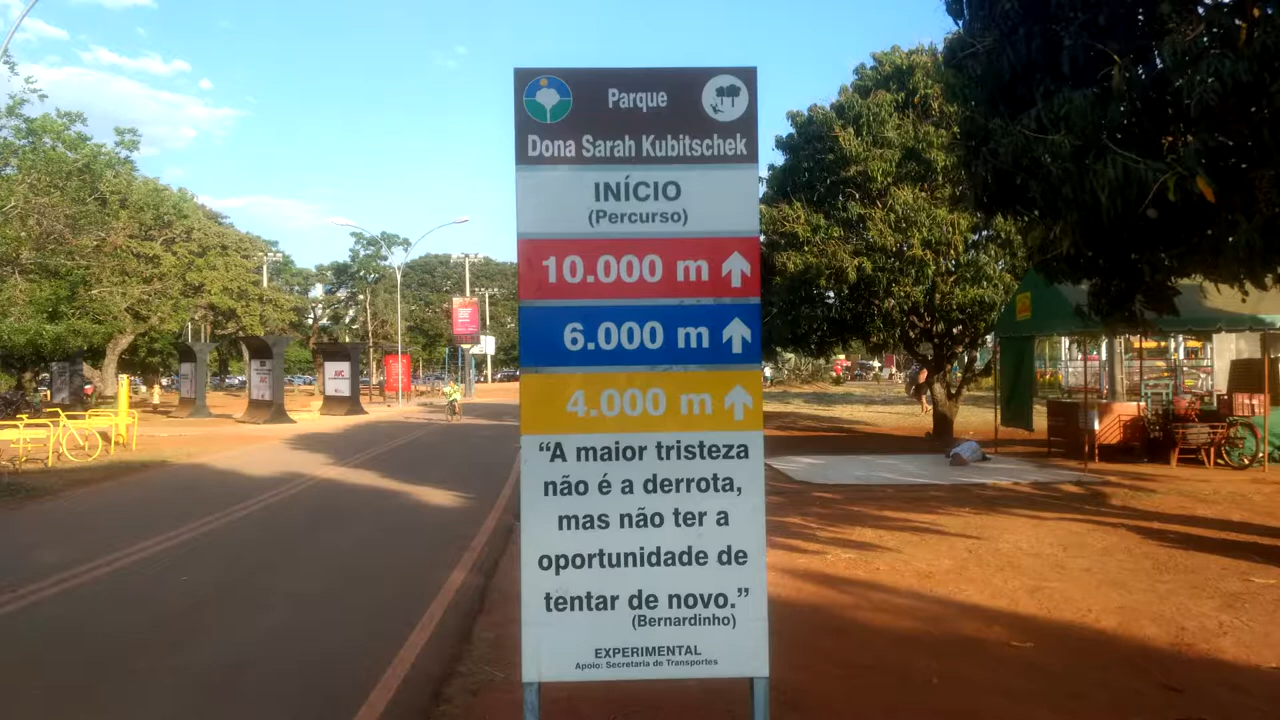 Parque
Dona Sarah Kubitschek
INÍCIO
(Percurso)
10.000 m
6.000 m
4.000 m
“A maior tristeza
não é a derrota,
mas não ter a
oportunidade de
tentar de novo.”
(Bernardinho)
EXPERIMENTAL
Apoio: Secretaria de Transportes
AVC